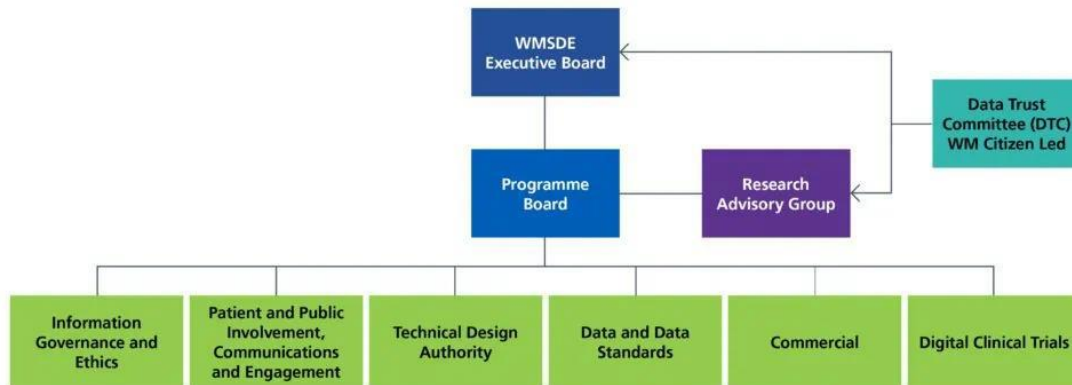 WMSDE
Executive Board
Data Trust
Committee (DTC)
WM Citizen Led
Programme
Board
Research
Advisory Group
Information
Governance and
Ethics
Patient and Public
Involvement,
Communications
and Engagement
Technical Design
Authority
Data and Data
Standards
Commercial
Digital Clinical Trials